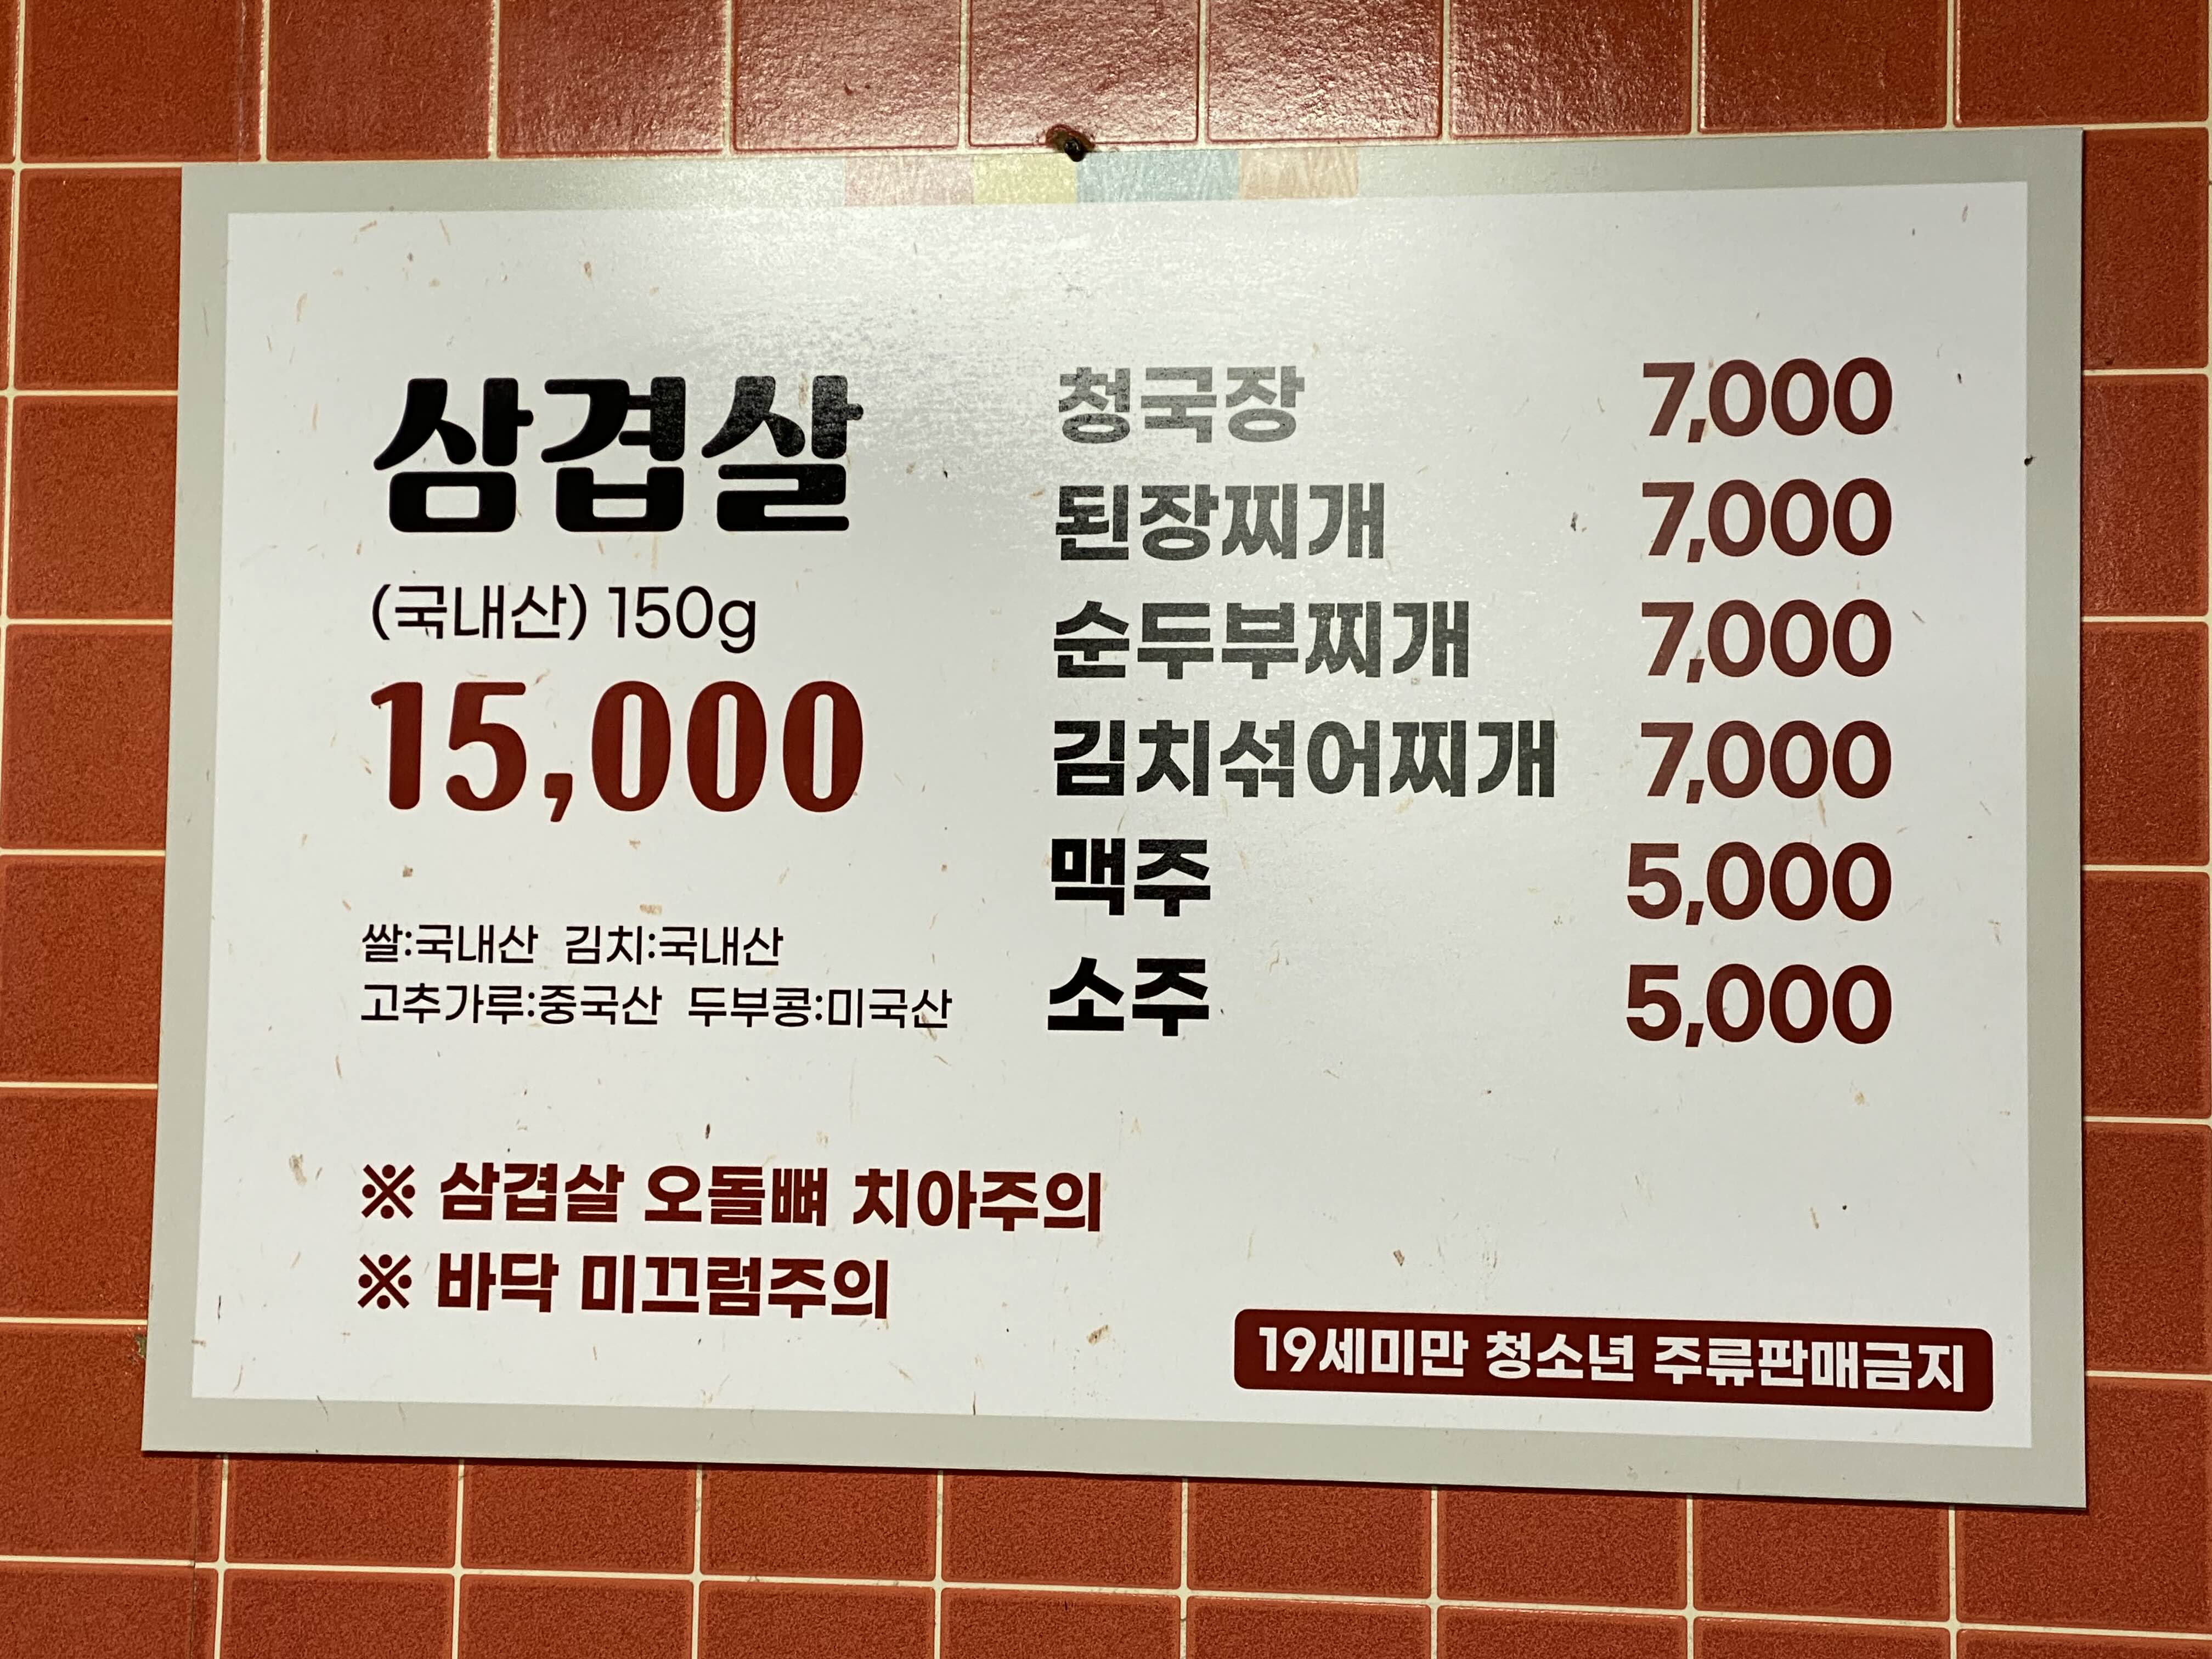 삼겹살
(국내산) 150g
15,000
쌀:국내산 김치:국내산
고추가루:중국산 두부콩:미국산
청국장 7,000
된장찌개 7,000
순두부찌개 7,000
김치섞어찌개 7,000
맥주 5,000
소주 5,000
※ 삼겹살 오돌뼈 치아주의
※ 바닥 미끄럼주의
19세미만 청소년 주류판매금지